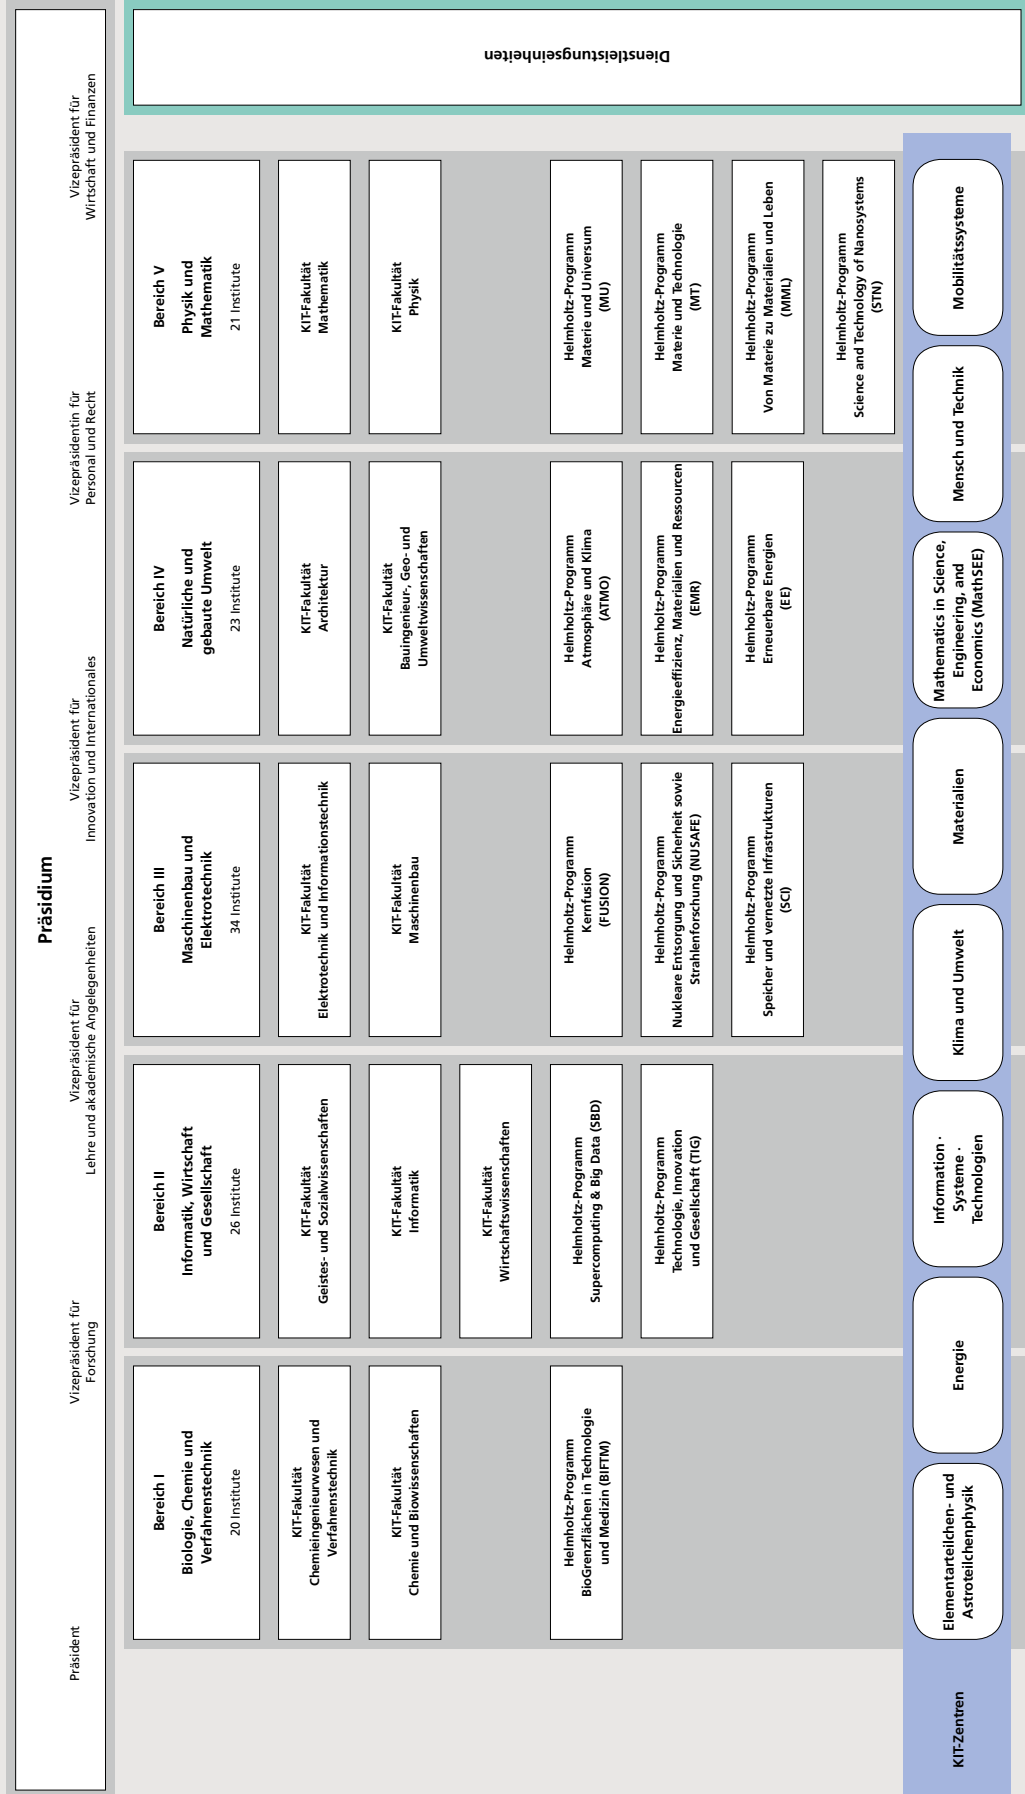 Präsidium
Präsident
Vizepräsident für
Forschung
Vizepräsident für
Lehre und akademische Angelegenheiten
Vizepräsident für
Innovation und Internationales
Vizepräsidentin für
Personal und Recht
Vizepräsident für
Wirtschaft und Finanzen
Bereich I
Biologie, Chemie und
Verfahrenstechnik
20 Institute
KIT-Fakultät
Chemieingenieurwesen und
Verfahrenstechnik
KIT-Fakultät
Chemie und Biowissenschaften
Helmholtz-Programm
BioGrenzflächen in Technologie
und Medizin (BIFTM)
Bereich II
Informatik, Wirtschaft
und Gesellschaft
26 Institute
KIT-Fakultät
Geistes- und Sozialwissenschaften
KIT-Fakultät
Informatik
KIT-Fakultät
Wirtschaftswissenschaften
Helmholtz-Programm
Supercomputing & Big Data (SBD)
Helmholtz-Programm
Technologie, Innovation
und Gesellschaft (TIG)
Bereich III
Maschinenbau und
Elektrotechnik
34 Institute
KIT-Fakultät
Elektrotechnik und Informationstechnik
KIT-Fakultät
Maschinenbau
Helmholtz-Programm
Kernfusion
(FUSION)
Helmholtz-Programm
Nukleare Entsorgung und Sicherheit sowie
Strahlenforschung (NUSAFE)
Helmholtz-Programm
Speicher und vernetzte Infrastrukturen
(SCI)
Bereich IV
Natürliche und
gebaute Umwelt
23 Institute
KIT-Fakultät
Architektur
KIT-Fakultät
Bauingenieur-, Geo- und
Umweltwissenschaften
Helmholtz-Programm
Atmosphäre und Klima
(ATMO)
Helmholtz-Programm
Energieeffizienz, Materialien und Ressourcen
(EMR)
Helmholtz-Programm
Erneuerbare Energien
(EE)
Bereich V
Physik und
Mathematik
21 Institute
KIT-Fakultät
Mathematik
KIT-Fakultät
Physik
Helmholtz-Programm
Materie und Universum
(MU)
Helmholtz-Programm
Materie und Technologie
(MT)
Helmholtz-Programm
Von Materie zu Materialien und Leben
(MML)
Helmholtz-Programm
Science and Technology of Nanosystems
(STN)
Dienstleistungseinheiten
KIT-Zentren
Elementarteilchen- und
Astroteilchenphysik
Energie
Information ·
Systeme ·
Technologien
Klima und Umwelt
Materialien
Mathematics in Science,
Engineering, and
Economics (MathSEE)
Mensch und Technik
Mobilitätssysteme